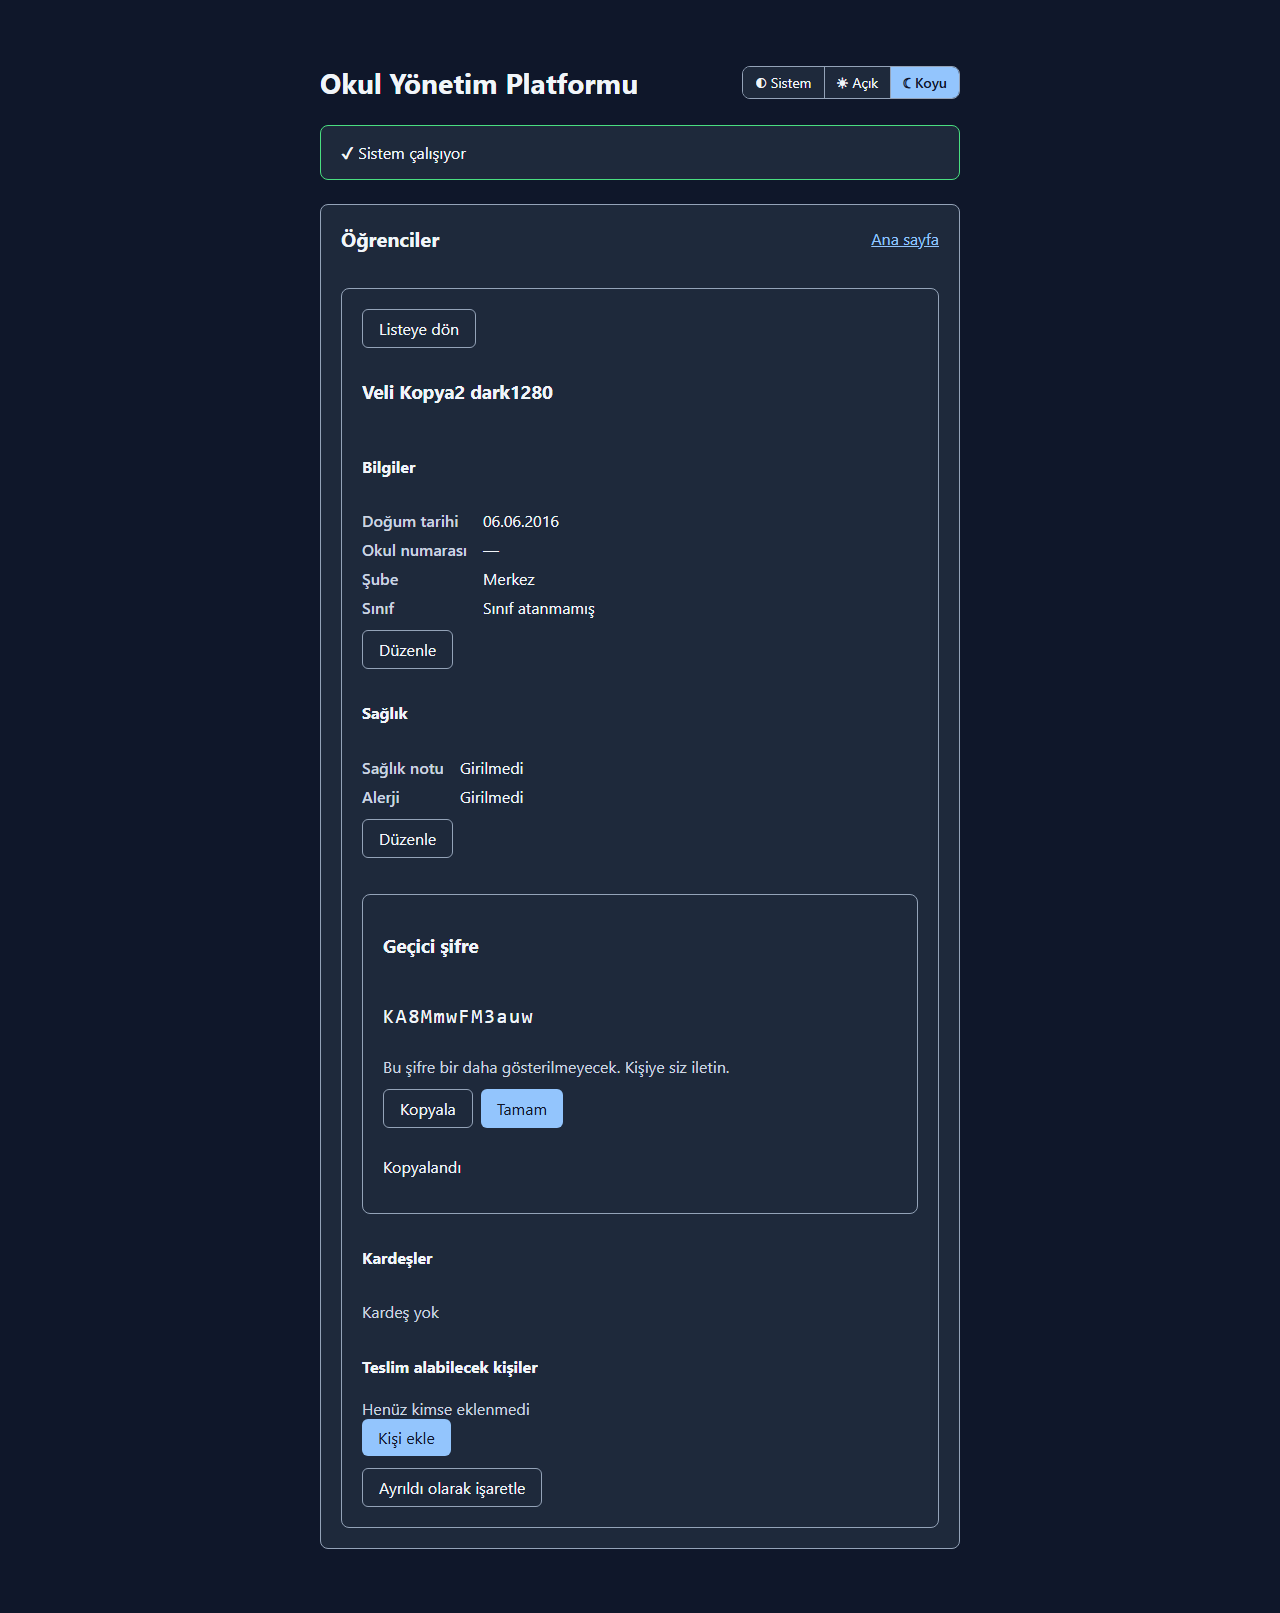 Okul Yönetim Platformu
Sistem
Açık
Koyu
Sistem çalışıyor
Öğrenciler
Ana sayfa
Listeye dön
Veli Kopya2 dark1280
Bilgiler
Doğum tarihi 06.06.2016
Okul numarası —
Şube Merkez
Sınıf Sınıf atanmamış
Düzenle
Sağlık
Sağlık notu Girilmedi
Alerji Girilmedi
Düzenle
Geçici şifre
KA8MmwFM3auw
Bu şifre bir daha gösterilmeyecek. Kişiye siz iletin.
Kopyala
Tamam
Kopyalandı
Kardeşler
Kardeş yok
Teslim alabilecek kişiler
Henüz kimse eklenmedi
Kişi ekle
Ayrıldı olarak işaretle